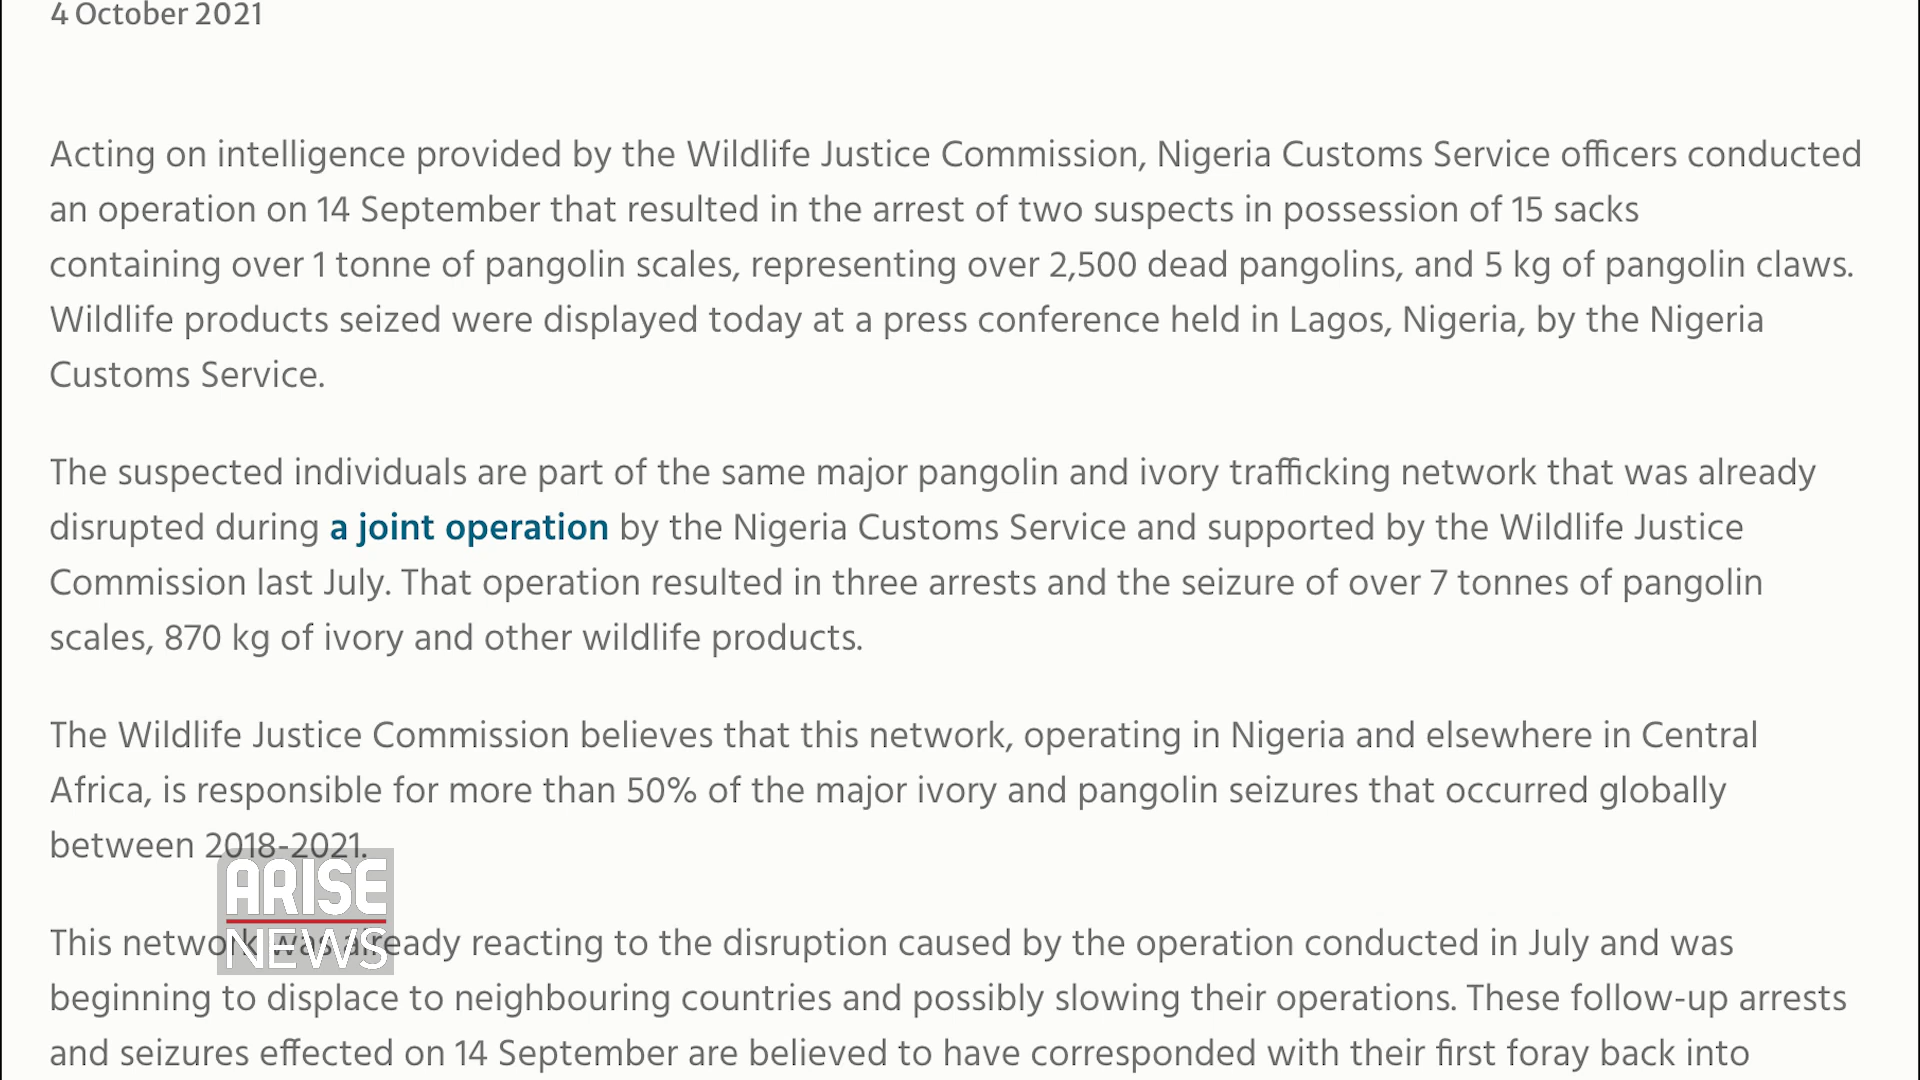 4 October 2021
Acting on intelligence provided by the Wildlife Justice Commission, Nigeria Customs Service officers conducted
an operation on 14 September that resulted in the arrest of two suspects in possession of 15 sacks
containing over 1 tonne of pangolin scales, representing over 2,500 dead pangolins, and 5 kg of pangolin claws.
Wildlife products seized were displayed today at a press conference held in Lagos, Nigeria, by the Nigeria
Customs Service.
The suspected individuals are part of the same major pangolin and ivory trafficking network that was already
disrupted during a joint operation by the Nigeria Customs Service and supported by the Wildlife Justice
Commission last July. That operation resulted in three arrests and the seizure of over 7 tonnes of pangolin
scales, 870 kg of ivory and other wildlife products.
The Wildlife Justice Commission believes that this network, operating in Nigeria and elsewhere in Central
Africa, is responsible for more than 50% of the major ivory and pangolin seizures that occurred globally
between 2018-2021.
ARISE
NEWS
This network was already reacting to the disruption caused by the operation conducted in July and was
beginning to displace to neighbouring countries and possibly slowing their operations. These follow-up arrests
and seizures effected on 14 September are believed to have corresponded with their first foray back into